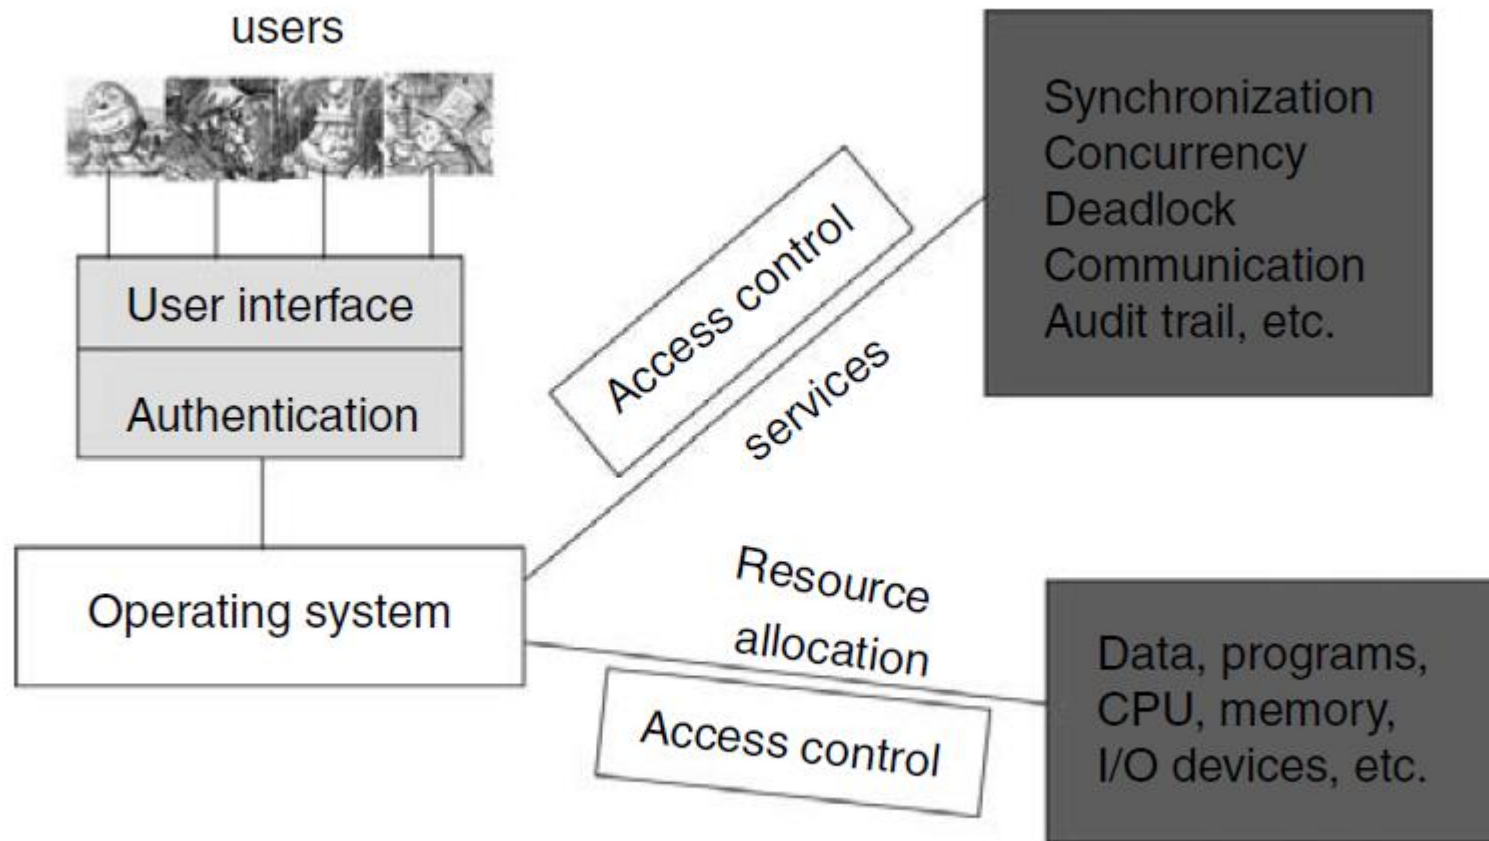 users
User interface
Authentication
Operating system
Access control
services
Synchronization
Concurrency
Deadlock
Communication
Audit trail, etc.
Resource
allocation
Access control
Data, programs,
CPU, memory,
I/O devices, etc.